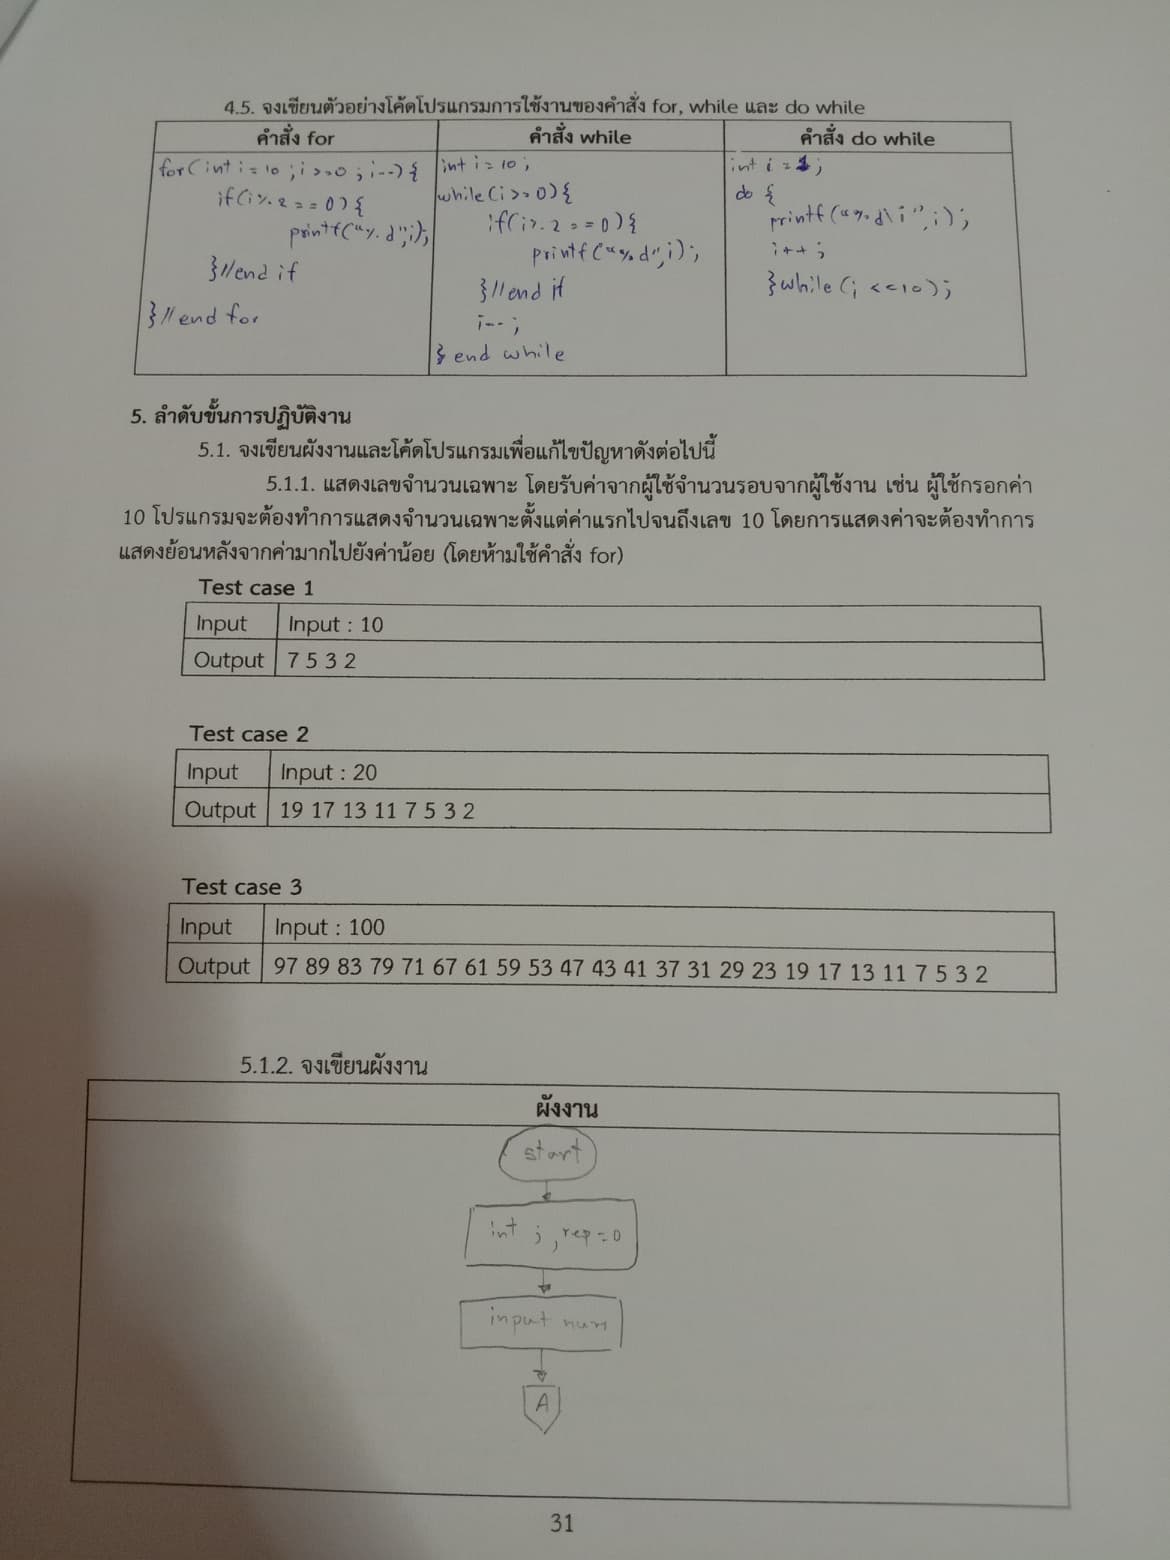 4.5. จงเขียนตัวอย่างโค้ดโปรแกรมการใช้งานของคำสั่ง for, while และ do while
คำสั่ง for
for(int i=10;i>=0;i--){
if(i%2==0){
printf("%d",i);
}//end if
}//end for
คำสั่ง while
int i=10;
while(i>=0){
if(i%2==0){
printf("%d",i);
}//end if
i--;
} end while
คำสั่ง do while
int i=1;
do {
printf("%d\i",i);
i++;
}while(i<=10);
5. ลำดับขั้นการปฏิบัติงาน
5.1. จงเขียนผังงานและโค้ดโปรแกรมเพื่อแก้ไขปัญหาดังต่อไปนี้
5.1.1. แสดงเลขจำนวนเฉพาะ โดยรับค่าจากผู้ใช้จำนวนรอบจากผู้ใช้งาน เช่น ผู้ใช้กรอกค่า
10 โปรแกรมจะต้องทำการแสดงจำนวนเฉพาะตั้งแต่ค่าแรกไปจนถึงเลข 10 โดยการแสดงค่าจะต้องทำการ
แสดงย้อนหลังจากค่ามากไปยังค่าน้อย (โดยห้ามใช้คำสั่ง for)
Test case 1
Input Input : 10
Output 7 5 3 2
Test case 2
Input Input : 20
Output 19 17 13 11 7 5 3 2
Test case 3
Input Input : 100
Output 97 89 83 79 71 67 61 59 53 47 43 41 37 31 29 23 19 17 13 11 7 5 3 2
5.1.2. จงเขียนผังงาน
ผังงาน
start
int j,rep=0
input num
A
31